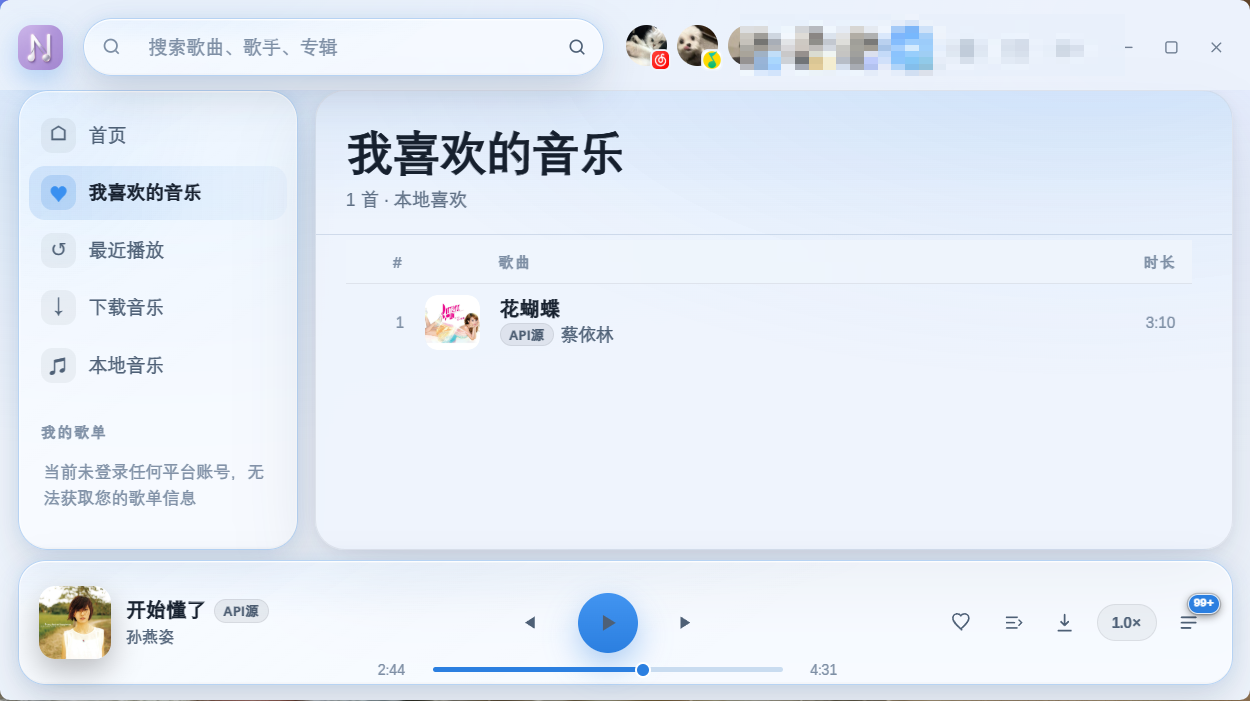 搜索歌曲、歌手、专辑
首页
我喜欢的音乐
最近播放
下载音乐
本地音乐
我的歌单
当前未登录任何平台账号，无
法获取您的歌单信息
我喜欢的音乐
1 首 · 本地喜欢
# 歌曲 时长
1 花蝴蝶 3:10
API源 蔡依林
开始懂了 API源
孙燕姿
2:44 4:31
1.0×
99+